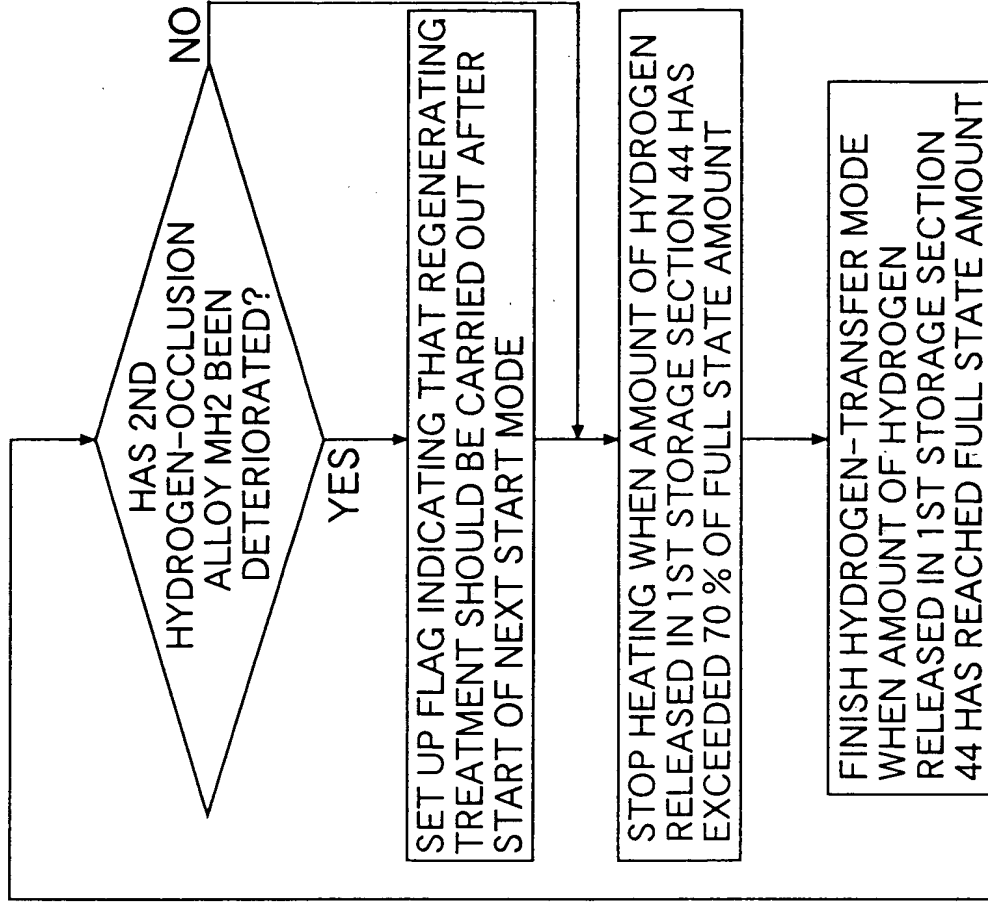 HAS 2ND
HYDROGEN-OCCLUSION
ALLOY MH2 BEEN
DETERIORATED?
NO
YES
SET UP FLAG INDICATING THAT REGENERATING
TREATMENT SHOULD BE CARRIED OUT AFTER
START OF NEXT START MODE
STOP HEATING WHEN AMOUNT OF HYDROGEN
RELEASED IN 1ST STORAGE SECTION 44 HAS
EXCEEDED 70 % OF FULL STATE AMOUNT
FINISH HYDROGEN-TRANSFER MODE
WHEN AMOUNT OF HYDROGEN
RELEASED IN 1ST STORAGE SECTION
44 HAS REACHED FULL STATE AMOUNT